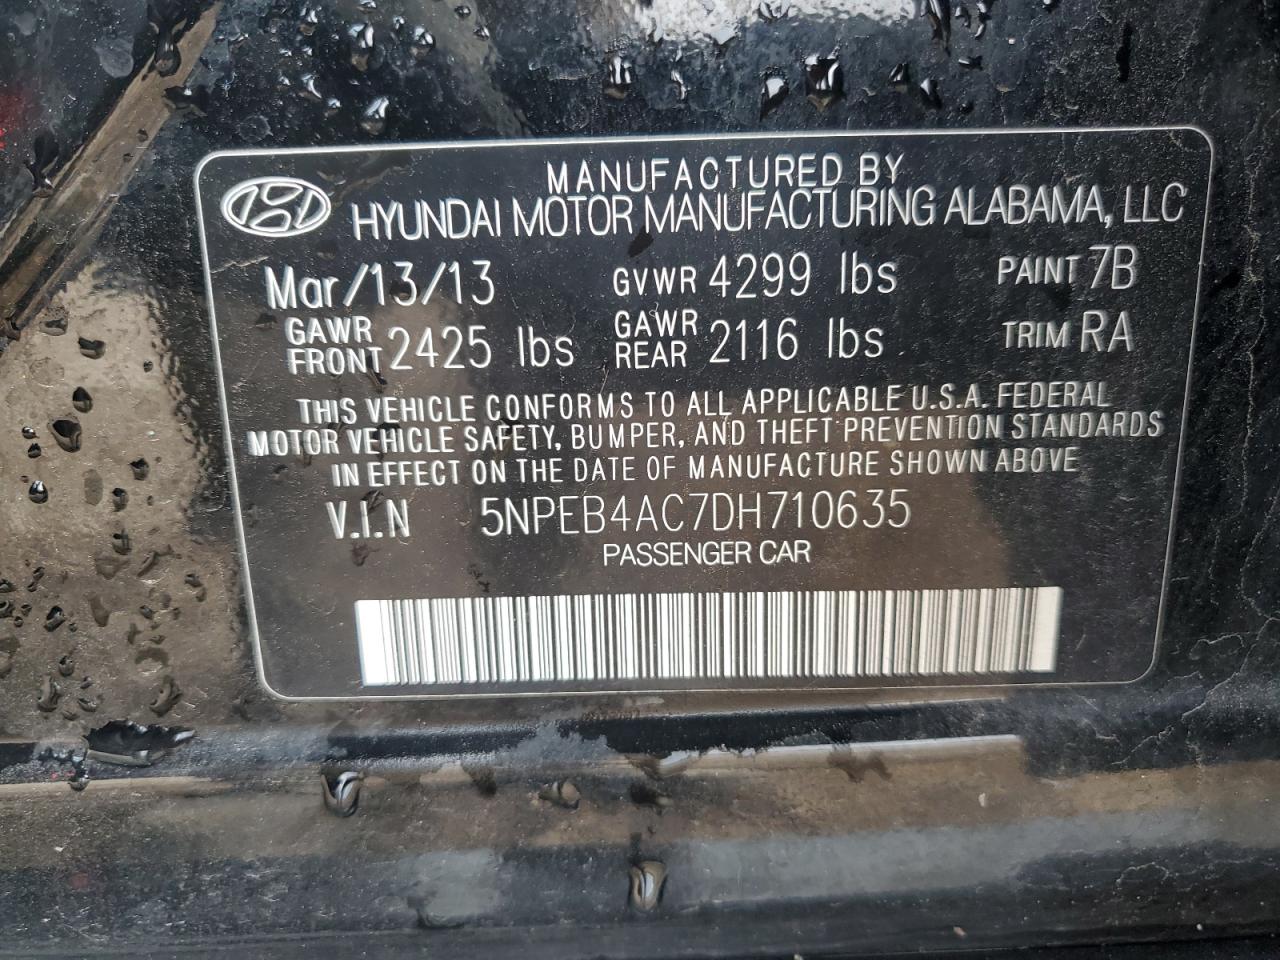 MANUFACTURED BY
HYUNDAI MOTOR MANUFACTURING ALABAMA, LLC
Mar/13/13 GVWR 4299 lbs PAINT 7B
GAWR FRONT 2425 lbs GAWR REAR 2116 lbs TRIM RA
THIS VEHICLE CONFORMS TO ALL APPLICABLE U.S.A. FEDERAL
MOTOR VEHICLE SAFETY, BUMPER, AND THEFT PREVENTION STANDARDS
IN EFFECT ON THE DATE OF MANUFACTURE SHOWN ABOVE
V.I.N 5NPEB4AC7DH710635
PASSENGER CAR